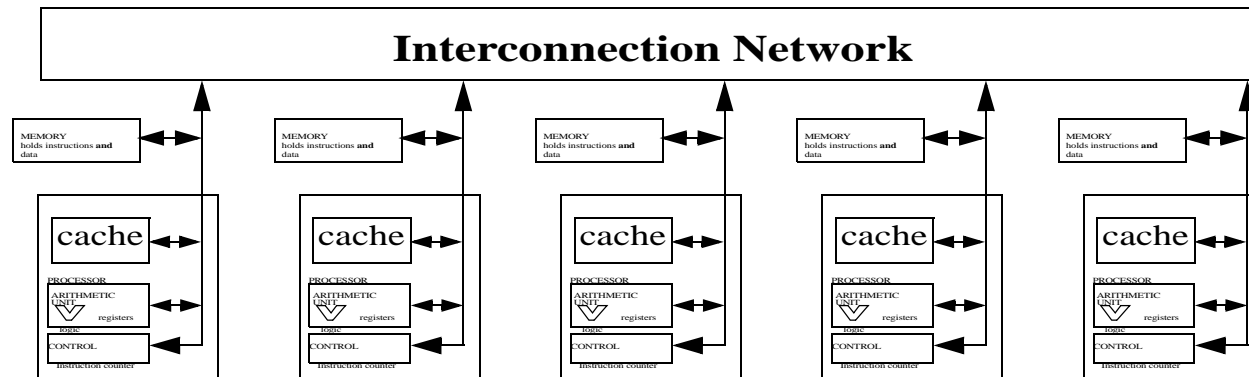 Interconnection Network
MEMORY
holds instructions and
data
MEMORY
holds instructions and
data
MEMORY
holds instructions and
data
MEMORY
holds instructions and
data
MEMORY
holds instructions and
data
cache
PROCESSOR
ARITHMETIC
UNIT
registers
logic
CONTROL
Instruction counter
cache
PROCESSOR
ARITHMETIC
UNIT
registers
logic
CONTROL
Instruction counter
cache
PROCESSOR
ARITHMETIC
UNIT
registers
logic
CONTROL
Instruction counter
cache
PROCESSOR
ARITHMETIC
UNIT
registers
logic
CONTROL
Instruction counter
cache
PROCESSOR
ARITHMETIC
UNIT
registers
logic
CONTROL
Instruction counter